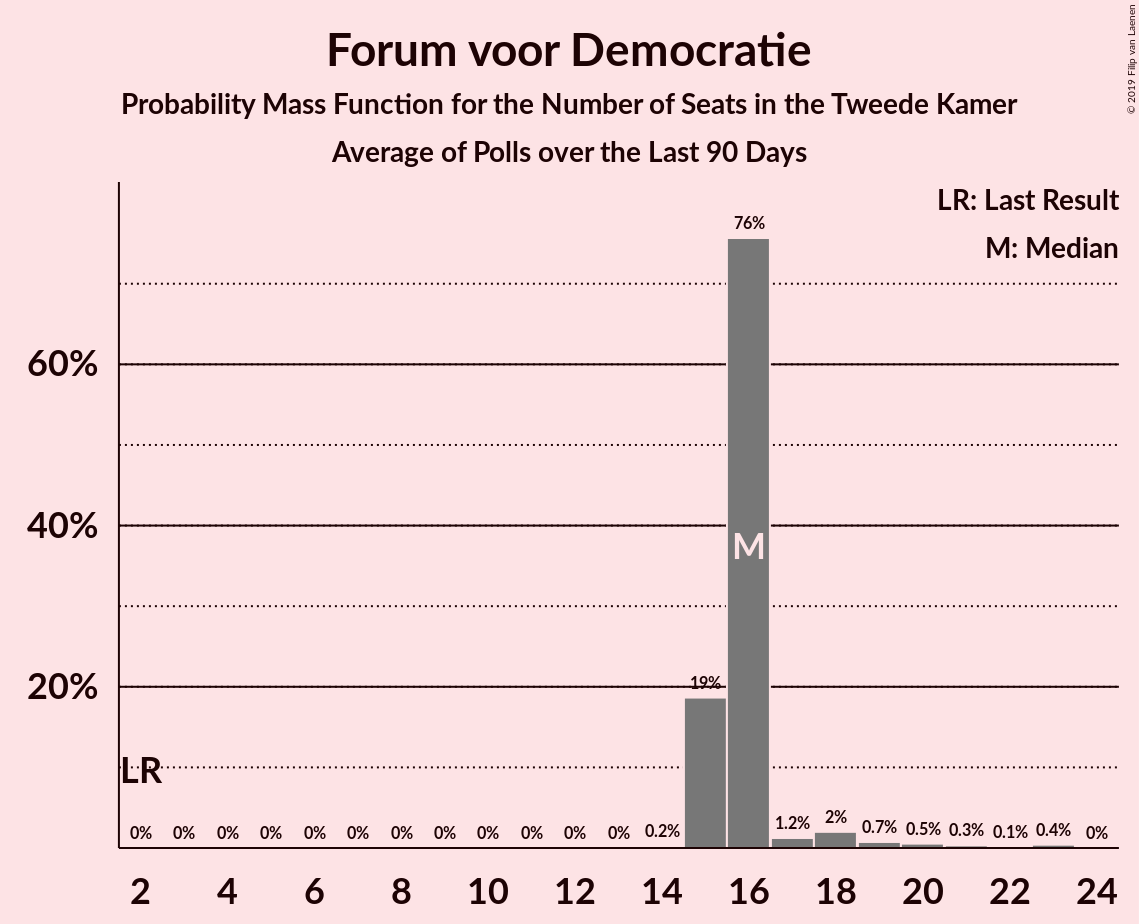 Forum voor Democratie
Probability Mass Function for the Number of Seats in the Tweede Kamer
Average of Polls over the Last 90 Days
© 2019 Filip van Laenen
LR: Last Result
M: Median
60%
40%
20%
LR
M
0% 0% 0% 0% 0% 0% 0% 0% 0% 0% 0% 0% 0.2% 19% 76% 1.2% 2% 0.7% 0.5% 0.3% 0.1% 0.4% 0%
2 4 6 8 10 12 14 16 18 20 22 24